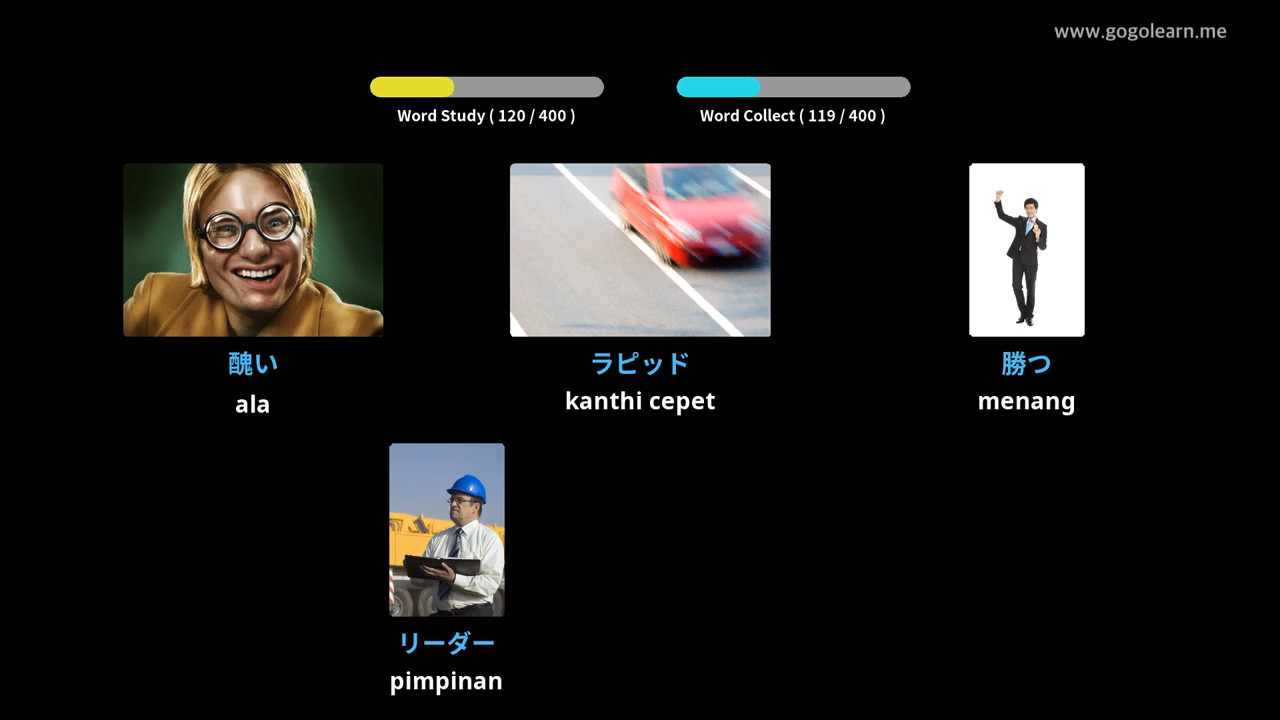 www.gogolearn.me
Word Study ( 120 / 400 )
Word Collect ( 119 / 400 )
醜い
ala
ラピッド
kanthi cepet
勝つ
menang
リーダー
pimpinan